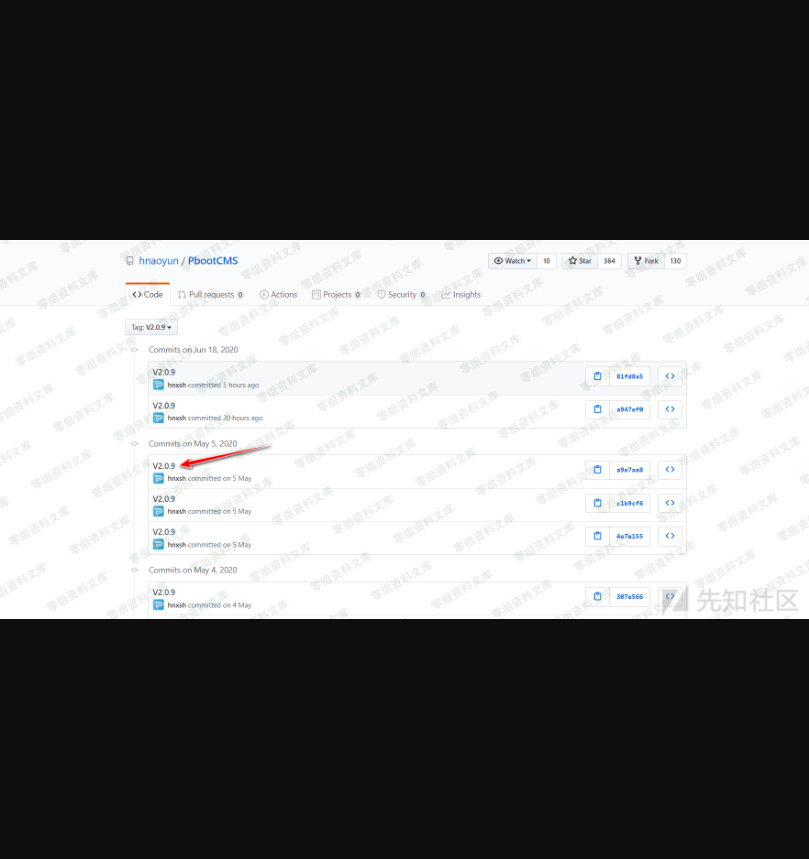 hnaoyun / PbootCMS
Watch 10 Star 364 Fork 130
Code Pull requests 0 Actions Projects 0 Security 0 Insights
Tag: V2.0.9
Commits on Jun 18, 2020
V2.0.9
hnxsh committed 5 hours ago
81fd8a5
V2.0.9
hnxsh committed 20 hours ago
a947ef0
Commits on May 5, 2020
V2.0.9
hnxsh committed on 5 May
a9e7aa8
V2.0.9
hnxsh committed on 5 May
c1b9cf6
V2.0.9
hnxsh committed on 5 May
4e7e155
Commits on May 4, 2020
V2.0.9
hnxsh committed on 4 May
307e566
先知社区
零组资料文库